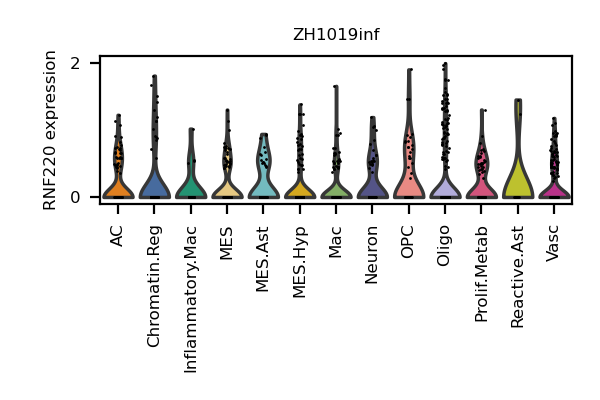 ZH1019inf
RNF220 expression
2
0
AC
Chromatin.Reg
Inflammatory.Mac
MES
MES.Ast
MES.Hyp
Mac
Neuron
OPC
Oligo
Prolif.Metab
Reactive.Ast
Vasc